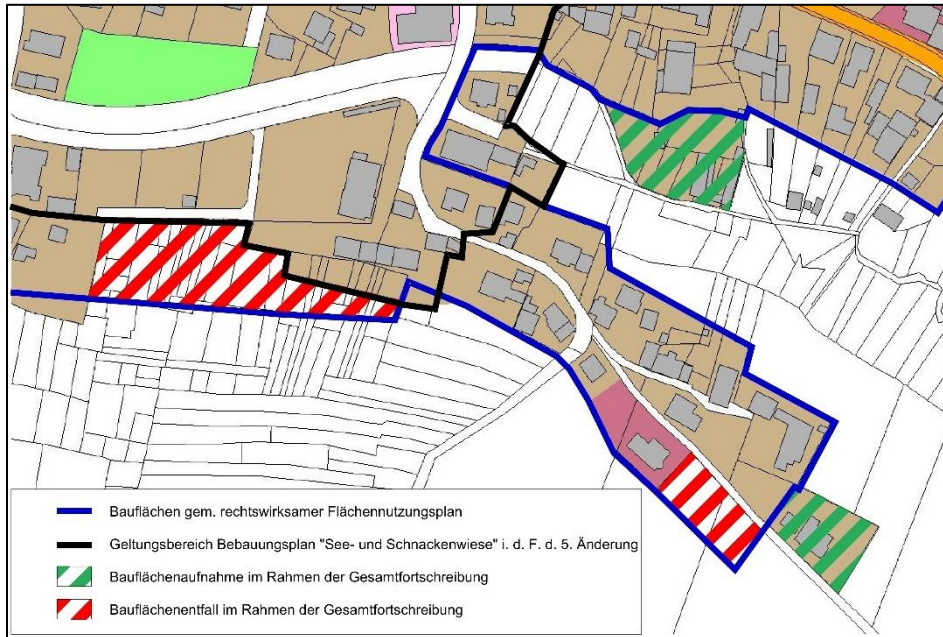 Bauflächen gem. rechtswirksamer Flächennutzungsplan
Geltungsbereich Bebauungsplan "See- und Schnackenwiese" i. d. F. d. 5. Änderung
Bauflächenaufnahme im Rahmen der Gesamtfortschreibung
Bauflächenentfall im Rahmen der Gesamtfortschreibung